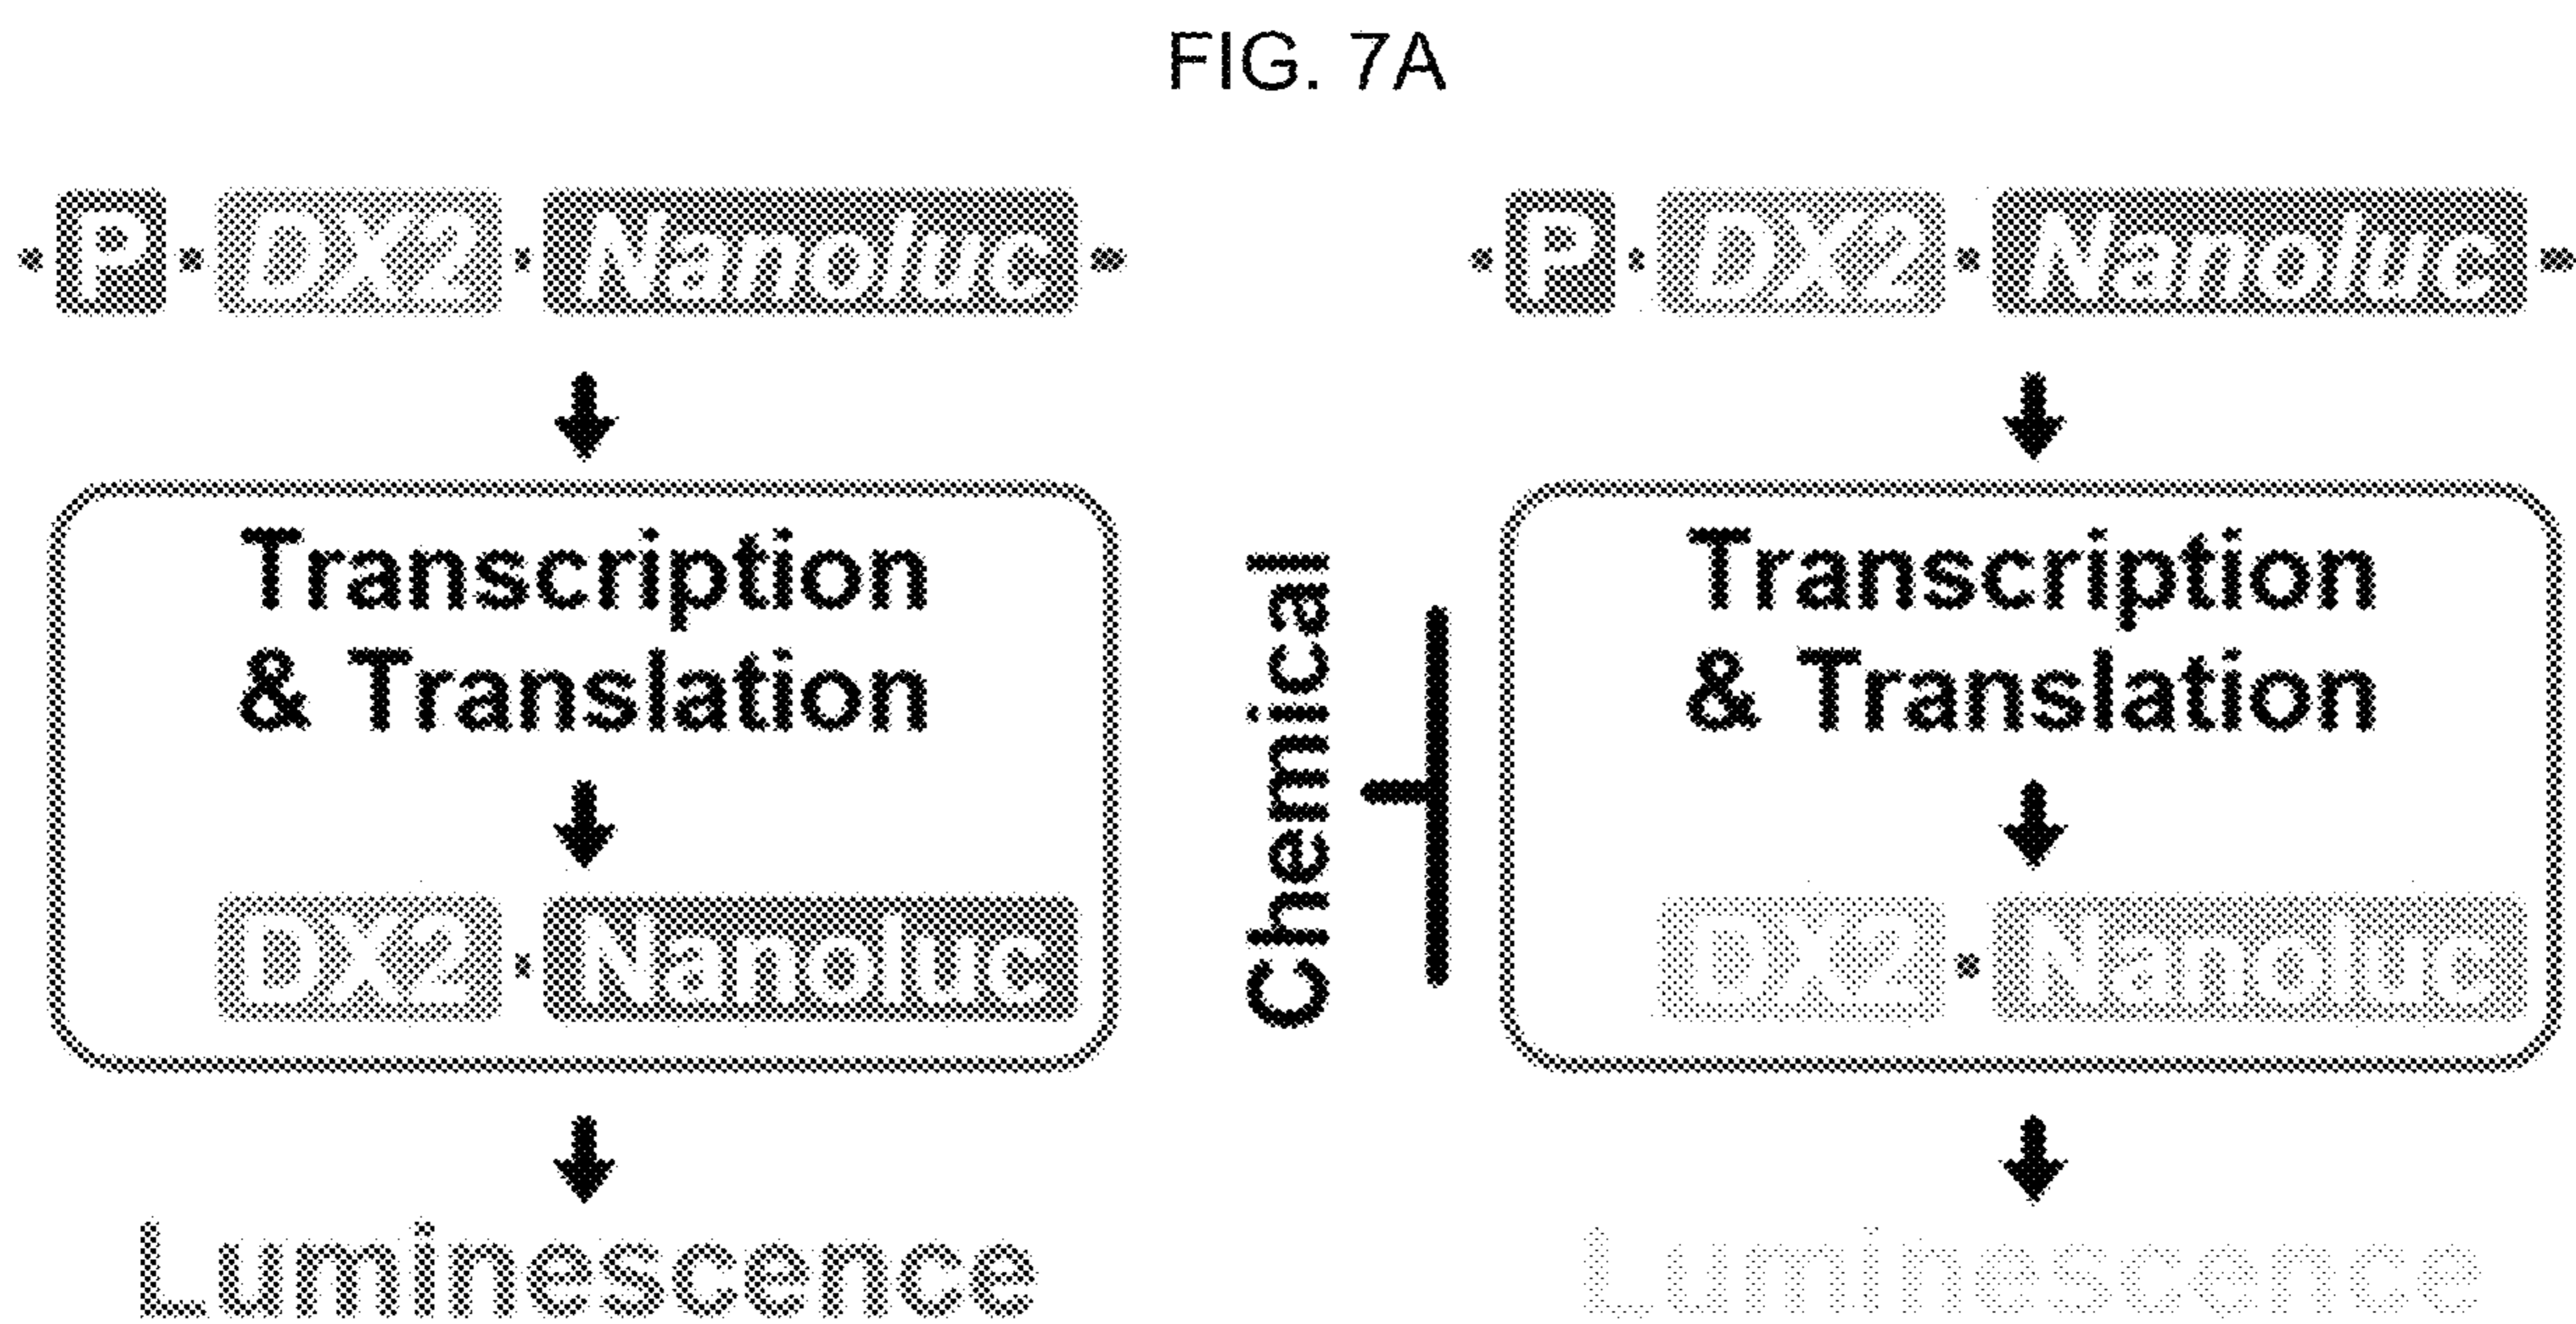 FIG. 7A
P DX2 Nanoluc
Transcription
& Translation
DX2 Nanoluc
Luminescence
Chemical
P DX2 Nanoluc
Transcription
& Translation
DX2 Nanoluc
Luminescence